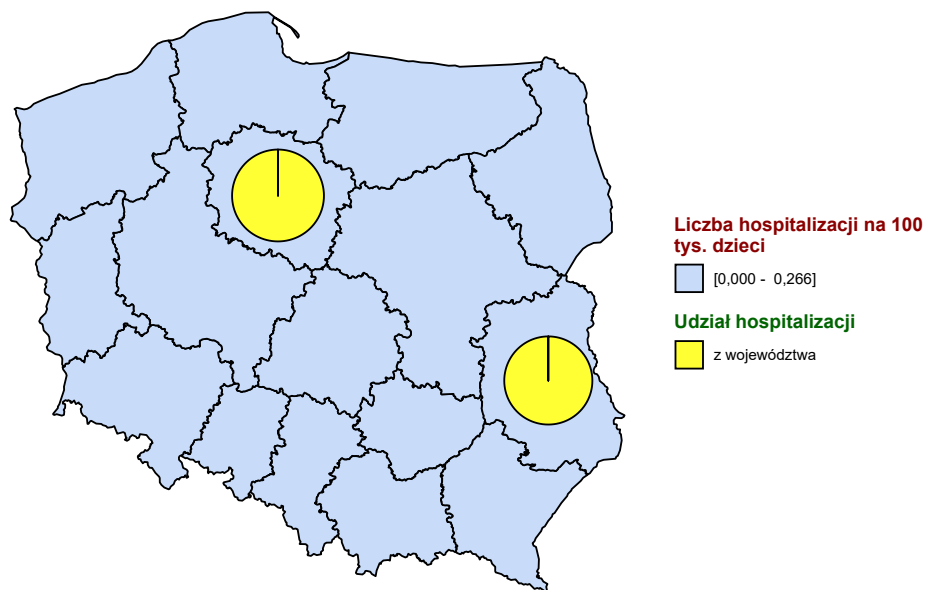 Liczba hospitalizacji na 100
tys. dzieci
[0,000 - 0,266]
Udział hospitalizacji
z województwa